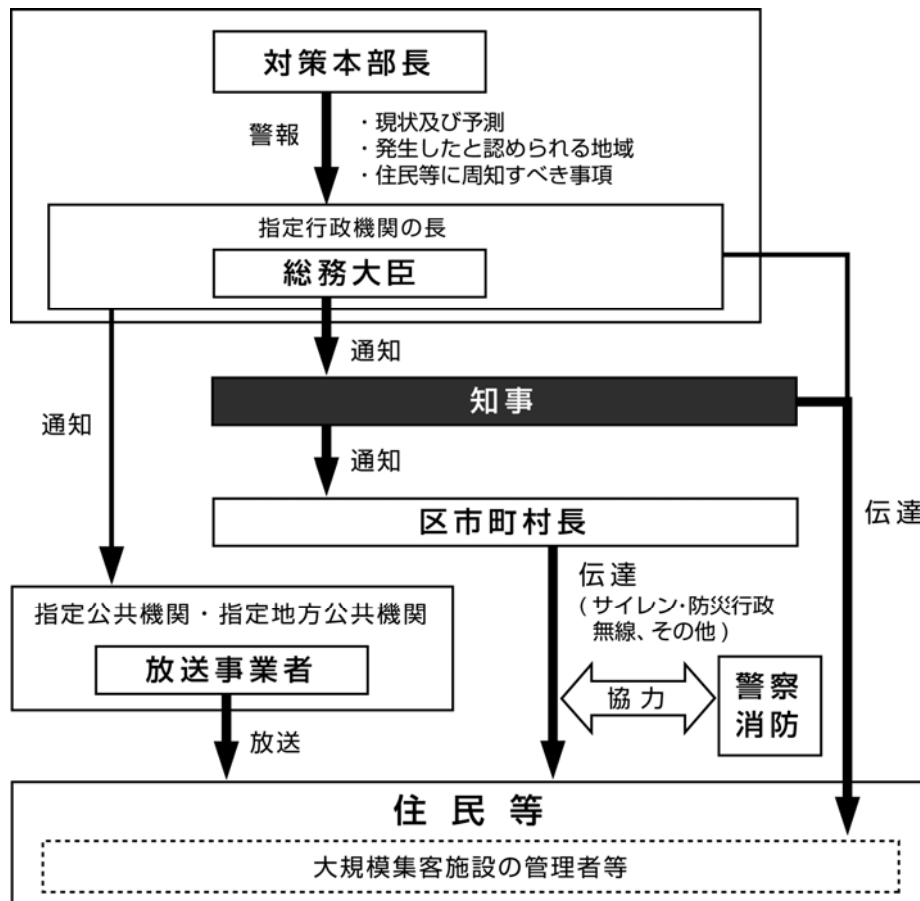 対策本部長
警報
・現状及び予測
・発生したと認められる地域
・住民等に周知すべき事項
指定行政機関の長
総務大臣
通知
知事
通知
通知
区市町村長
伝達
伝達
(サイレン・防災行政
無線、その他)
指定公共機関・指定地方公共機関
放送事業者
協力
警察
消防
放送
住民等
大規模集客施設の管理者等